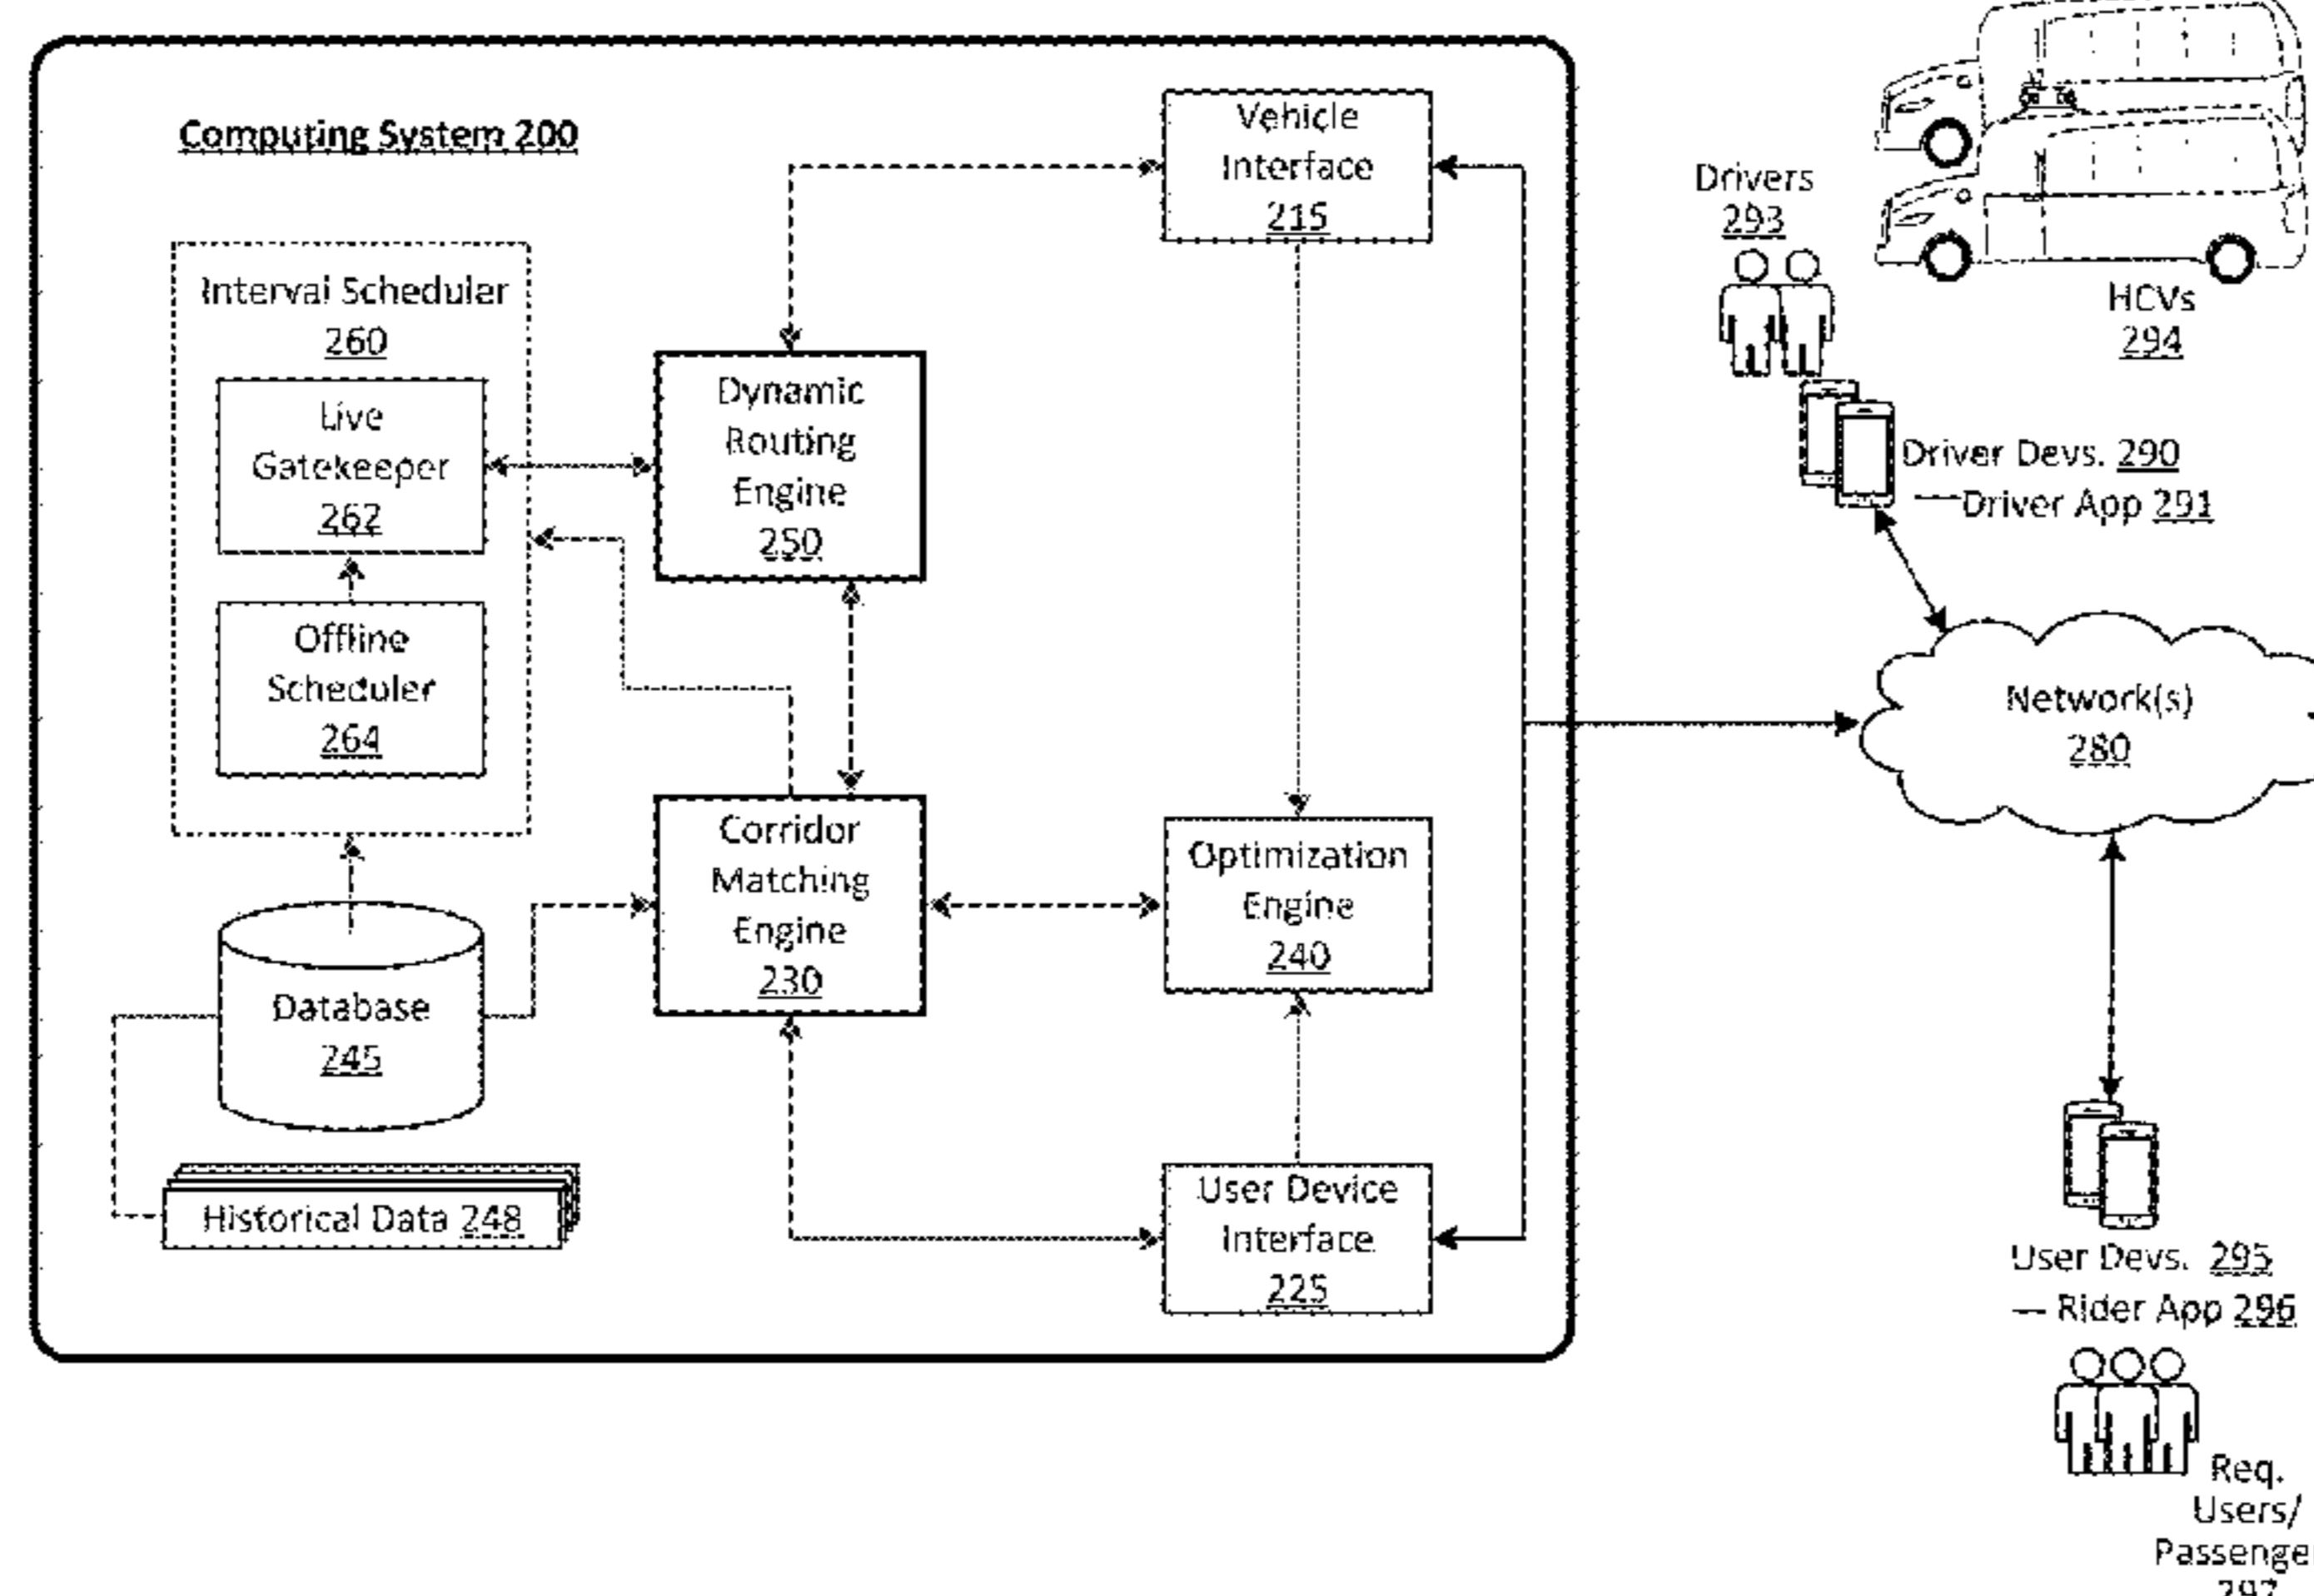 Computing System 200
Vehicle
Interface
215
Interval Scheduler
260
Live
Gatekeeper
262
Offline
Scheduler
264
Dynamic
Routing
Engine
250
Corridor
Matching
Engine
230
Optimization
Engine
240
Database
245
Historical Data 248
User Device
Interface
225
Drivers
293
HCVs
294
Driver Devs. 290
Driver App 291
Network(s)
280
User Devs. 295
Rider App 296
Req.
Users/
Passenger
297